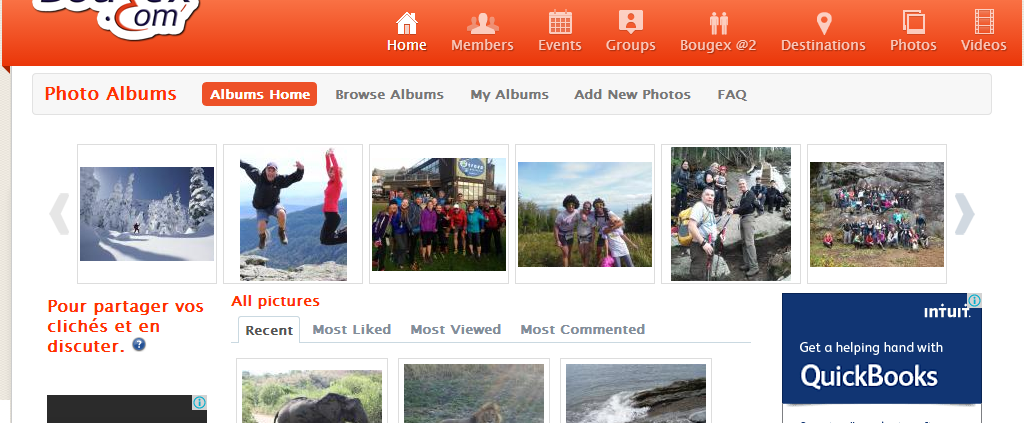 Bougex
.Com
Home
Members
Events
Groups
Bougex @2
Destinations
Photos
Videos
Photo Albums
Albums Home
Browse Albums
My Albums
Add New Photos
FAQ
Pour partager vos
clichés et en
discuter. ?
All pictures
Recent
Most Liked
Most Viewed
Most Commented
intuit.
Get a helping hand with
QuickBooks